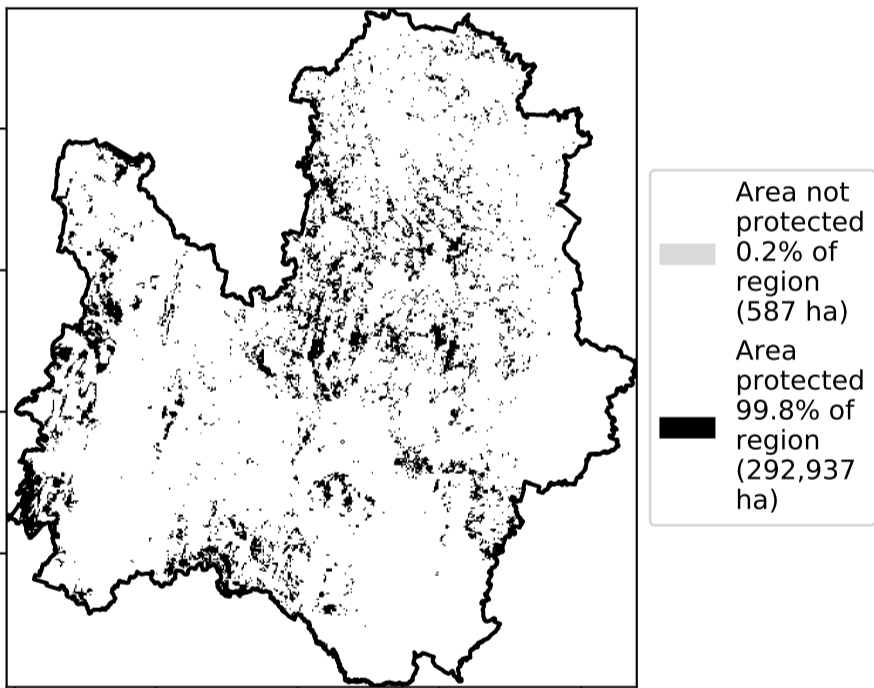 Area not
protected
0.2% of
region
(587 ha)
Area
protected
99.8% of
region
(292,937
ha)